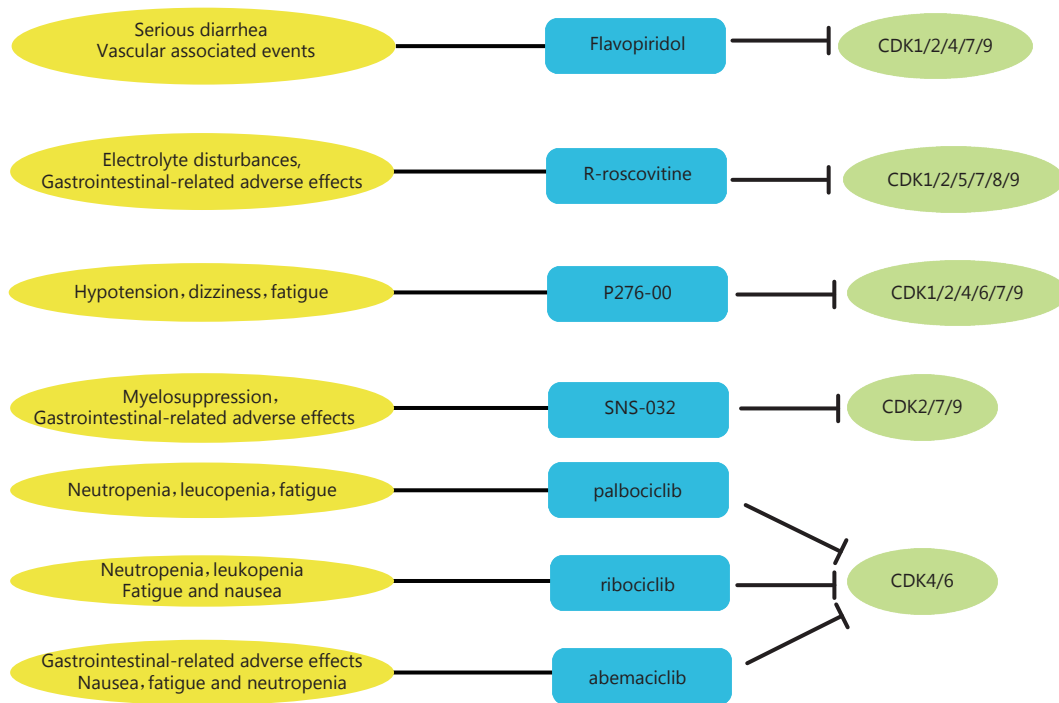 Serious diarrhea
Vascular associated events
Flavopiridol
CDK1/2/4/7/9
Electrolyte disturbances,
Gastrointestinal-related adverse effects
R-roscovitine
CDK1/2/5/7/8/9
Hypotension, dizziness, fatigue
P276-00
CDK1/2/4/6/7/9
Myelosuppression,
Gastrointestinal-related adverse effects
SNS-032
CDK2/7/9
Neutropenia, leucopenia, fatigue
palbociclib
Neutropenia, leukopenia
Fatigue and nausea
ribociclib
CDK4/6
Gastrointestinal-related adverse effects
Nausea, fatigue and neutropenia
abemaciclib